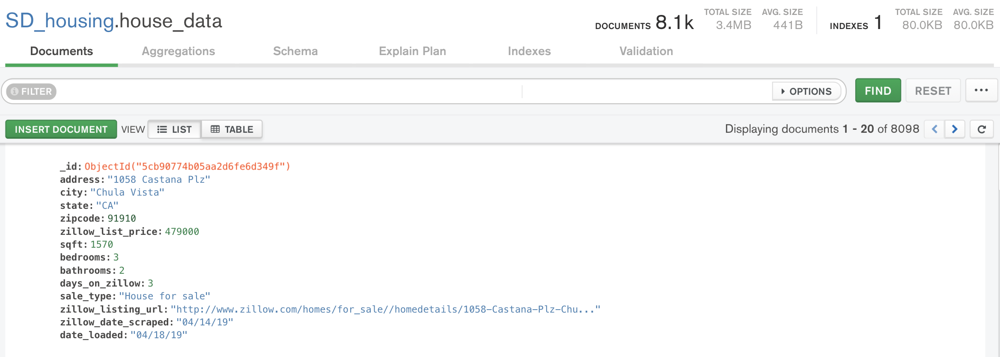 SD_housing.house_data
DOCUMENTS 8.1k TOTAL SIZE 3.4MB AVG. SIZE 441B INDEXES 1 TOTAL SIZE 80.0KB AVG. SIZE 80.0KB
Documents Aggregations Schema Explain Plan Indexes Validation
FILTER OPTIONS FIND RESET ...
INSERT DOCUMENT VIEW LIST TABLE Displaying documents 1 - 20 of 8098
_id: ObjectId("5cb90774b05aa2d6fe6d349f")
address: "1058 Castana Plz"
city: "Chula Vista"
state: "CA"
zipcode: 91910
zillow_list_price: 479000
sqft: 1570
bedrooms: 3
bathrooms: 2
days_on_zillow: 3
sale_type: "House for sale"
zillow_listing_url: "http://www.zillow.com/homes/for_sale//homedetails/1058-Castana-Plz-Chu..."
zillow_date_scraped: "04/14/19"
date_loaded: "04/18/19"